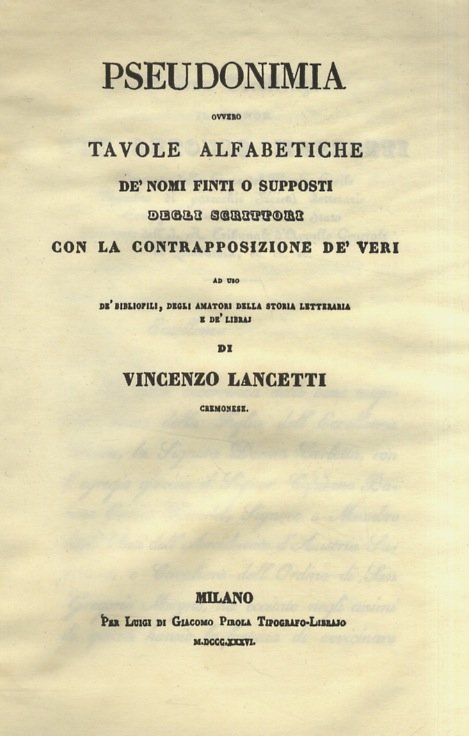 PSEUDONIMIA
OVVERO
TAVOLE ALFABETICHE
DE' NOMI FINTI O SUPPOSTI
DEGLI SCRITTORI
CON LA CONTRAPPOSIZIONE DE' VERI
AD USO
DE' BIBLIOFILI, DEGLI AMATORI DELLA STORIA LETTERARIA
E DE' LIBRAJ
DI
VINCENZO LANCETTI
CREMONESE.
MILANO
PER LUIGI DI GIACOMO PIROLA TIPOGRAFO-LIBRAJO
M.DCCC.XXXVI.